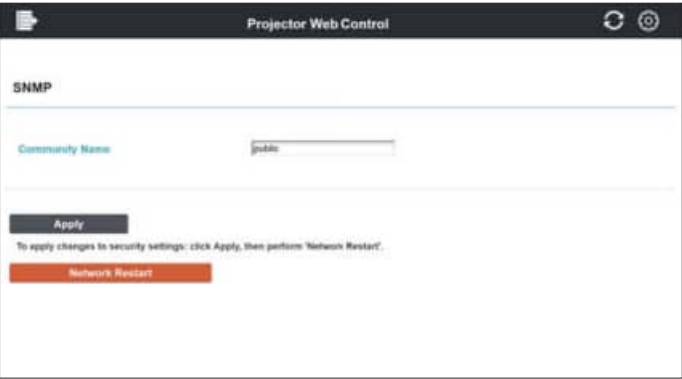 Projector Web Control
SNMP
Community Name
public
Apply
To apply changes to security settings: click Apply, then perform 'Network Restart'.
Network Restart